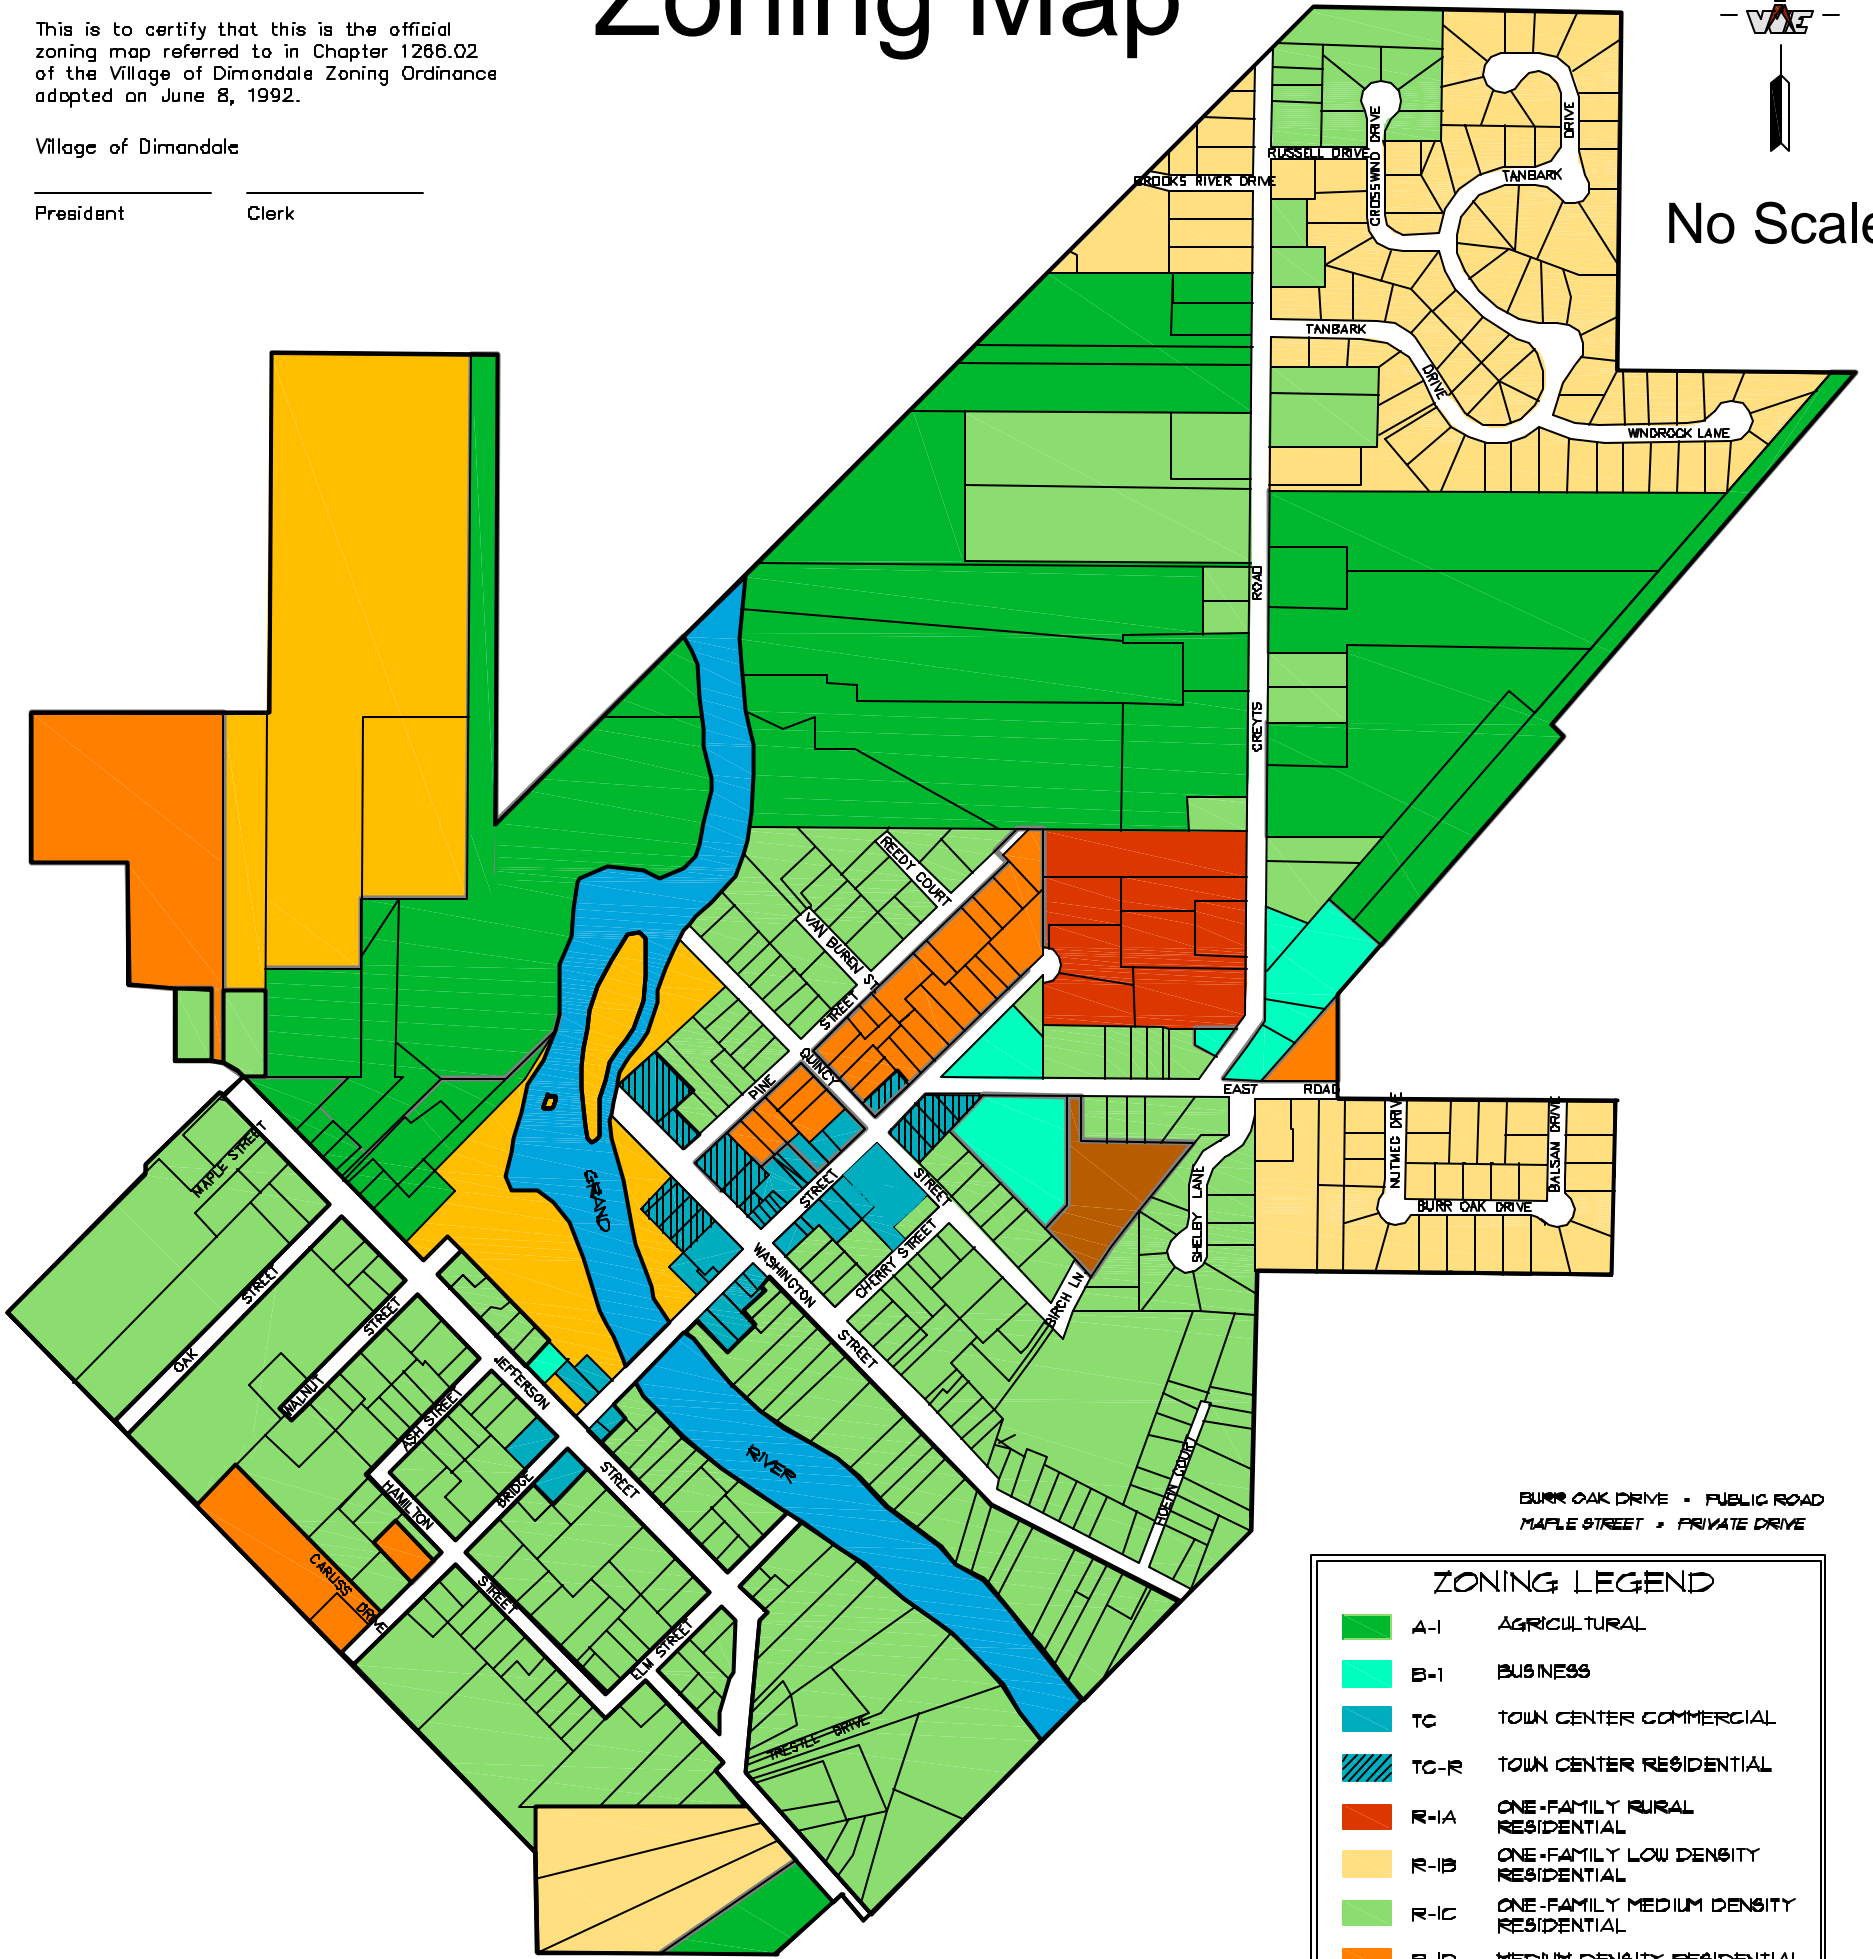 Zoning Map
This is to certify that this is the official
zoning map referred to in Chapter 1266.02
of the Village of Dimondale Zoning Ordinance
adopted on June 8, 1992.
Village of Dimondale
President Clerk
No Scale
DRIVE
CROSSWIND DRIVE
RUSSELL DRIVE
BROOKS RIVER DRIVE
TANBARK
TANBARK
DRIVE
WINDROCK LANE
ROAD
CREYTS
REEDY COURT
VAN BUREN ST.
STREET
QUINCY
PINE
EAST ROAD
MAPLE STREET
GRAND
STREET
STREET
NUTMEG DRIVE
BALSAN DRIVE
BURR OAK DRIVE
SHELBY LANE
WASHINGTON
CHERRY STREET
BIRCH LN.
STREET
STREET
STREET
OAK
WALNUT
JEFFERSON
ASH STREET
RIVER
STREET
BRIDGE
HAMILTON
COURT
CARLISS DRIVE
STREET
ELM STREET
DRIVE
BURR OAK DRIVE - PUBLIC ROAD
MAPLE STREET - PRIVATE DRIVE
ZONING LEGEND
A-1 AGRICULTURAL
B-1 BUSINESS
TC TOWN CENTER COMMERCIAL
TC-R TOWN CENTER RESIDENTIAL
R-1A ONE-FAMILY RURAL
RESIDENTIAL
R-1B ONE-FAMILY LOW DENSITY
RESIDENTIAL
R-1C ONE-FAMILY MEDIUM DENSITY
RESIDENTIAL
R-1D MEDIUM DENSITY RESIDENTIAL